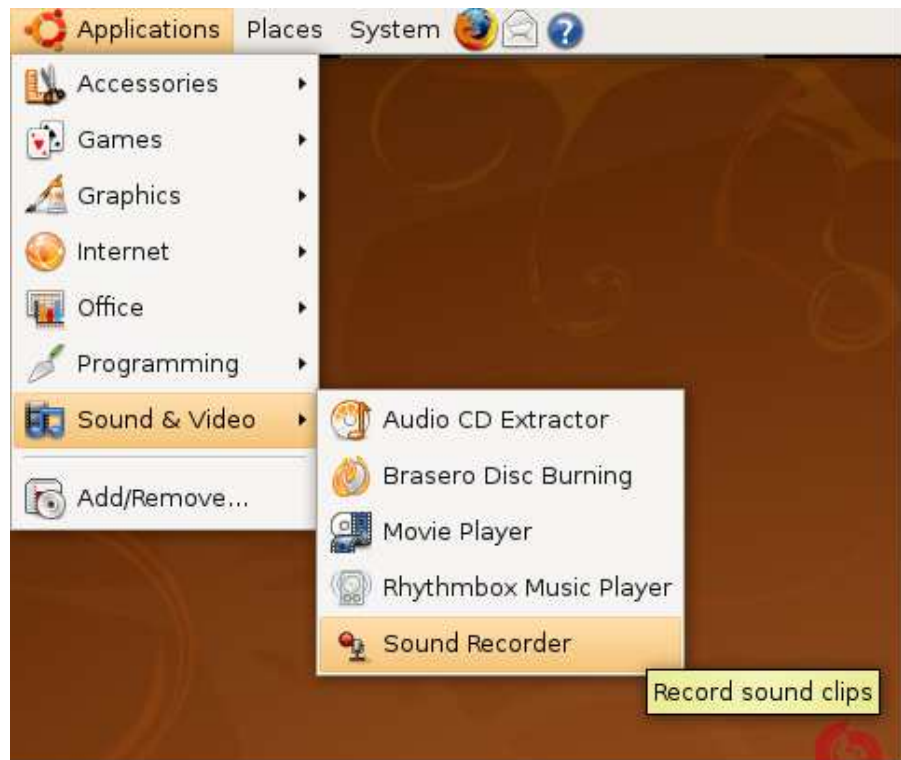 Applications Places System
Accessories
Games
Graphics
Internet
Office
Programming
Sound & Video
Add/Remove...
Audio CD Extractor
Brasero Disc Burning
Movie Player
Rhythmbox Music Player
Sound Recorder
Record sound clips